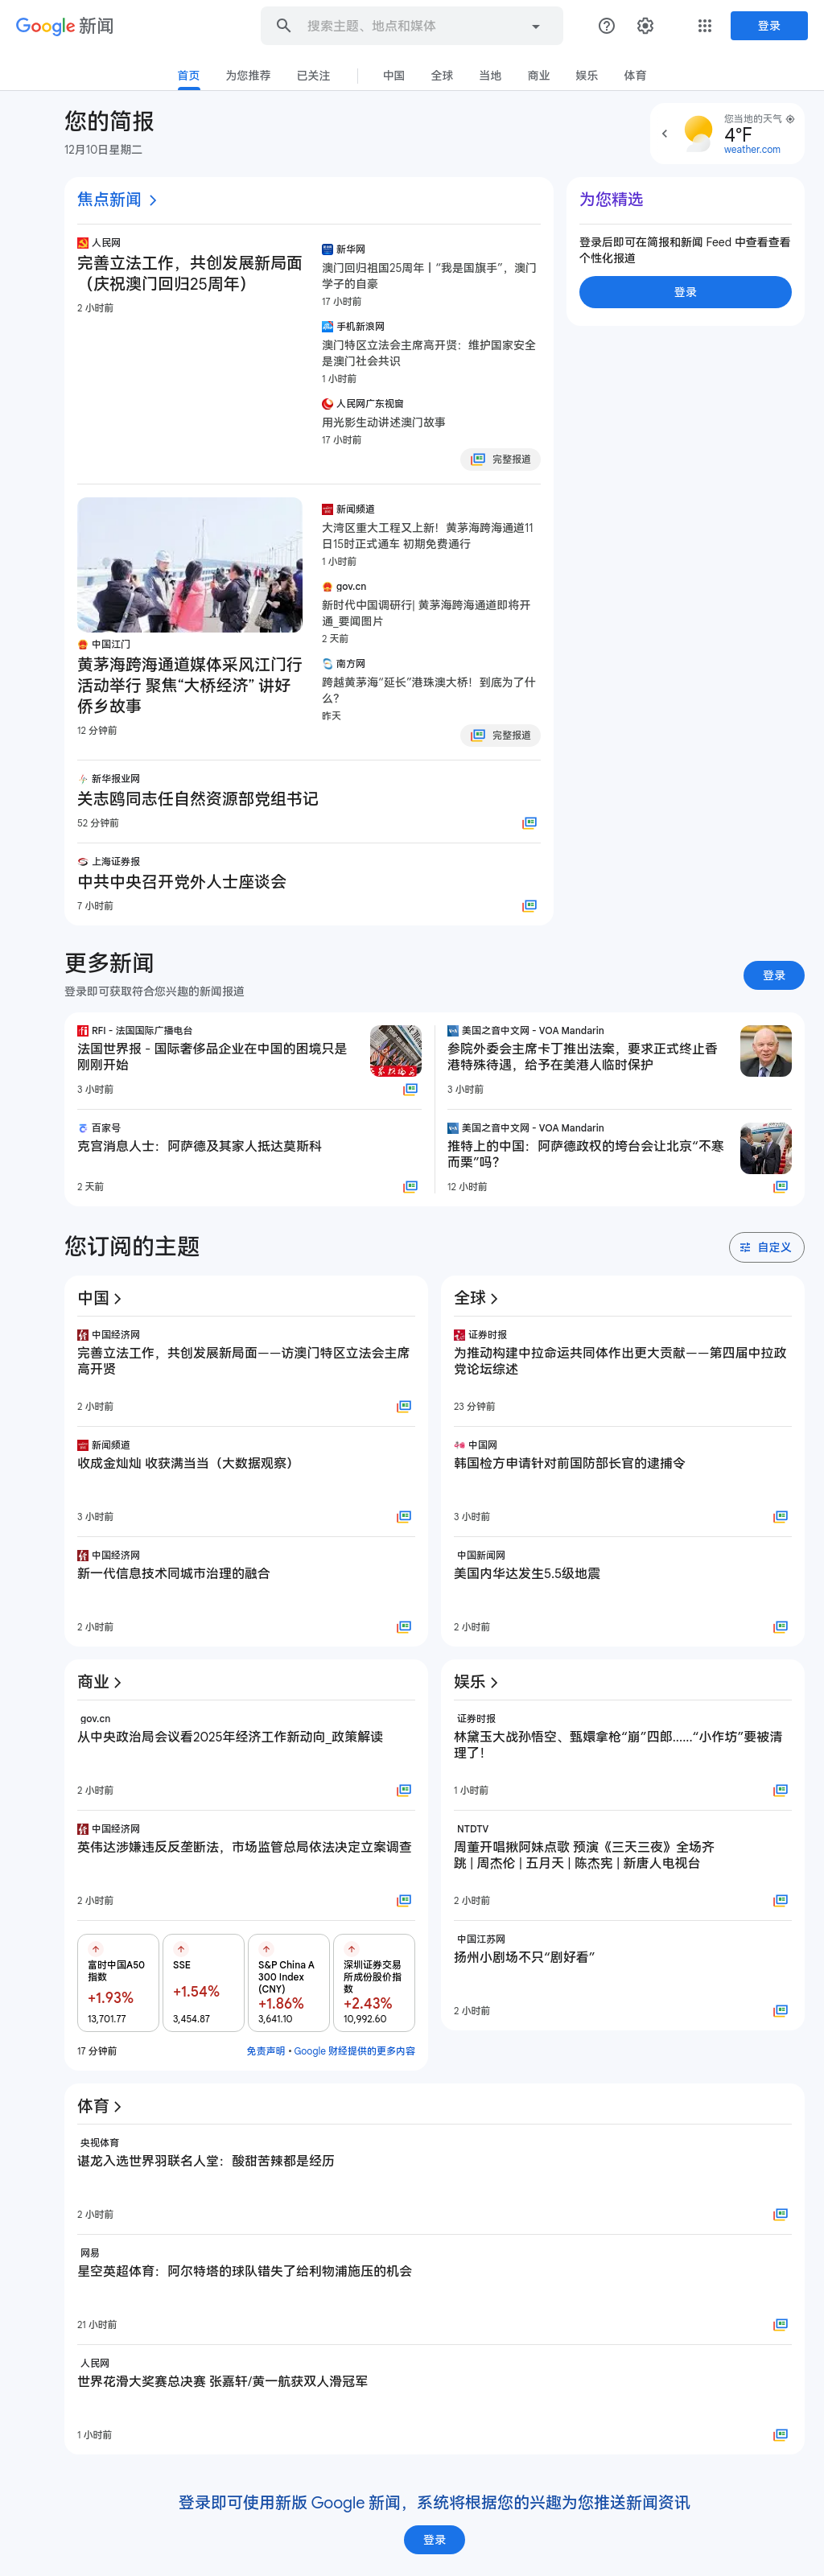 Google 新闻
搜索主题、地点和媒体
登录
首页
为您推荐
已关注
中国
全球
当地
商业
娱乐
体育
您的简报
12月10日星期二
您当地的天气
4°F
weather.com
焦点新闻
人民网
完善立法工作，共创发展新局面
（庆祝澳门回归25周年）
2 小时前
新华网
澳门回归祖国25周年丨“我是国旗手”，澳门
学子的自豪
17 小时前
手机新浪网
澳门特区立法会主席高开贤：维护国家安全
是澳门社会共识
1 小时前
人民网广东视窗
用光影生动讲述澳门故事
17 小时前
完整报道
为您精选
登录后即可在简报和新闻 Feed 中查看查看
个性化报道
登录
中国江门
黄茅海跨海通道媒体采风江门行
活动举行 聚焦“大桥经济” 讲好
侨乡故事
12 分钟前
新闻频道
大湾区重大工程又上新！黄茅海跨海通道11
日15时正式通车 初期免费通行
1 小时前
gov.cn
新时代中国调研行| 黄茅海跨海通道即将开
通_要闻图片
2 天前
南方网
跨越黄茅海“延长”港珠澳大桥！到底为了什
么？
昨天
完整报道
新华报业网
关志鸥同志任自然资源部党组书记
52 分钟前
上海证券报
中共中央召开党外人士座谈会
7 小时前
更多新闻
登录即可获取符合您兴趣的新闻报道
登录
RFI - 法国国际广播电台
法国世界报 - 国际奢侈品企业在中国的困境只是
刚刚开始
3 小时前
美国之音中文网 - VOA Mandarin
参院外委会主席卡丁推出法案，要求正式终止香
港特殊待遇，给予在美港人临时保护
3 小时前
百家号
克宫消息人士：阿萨德及其家人抵达莫斯科
2 天前
美国之音中文网 - VOA Mandarin
推特上的中国：阿萨德政权的垮台会让北京“不寒
而栗”吗？
12 小时前
您订阅的主题
自定义
中国
中国经济网
完善立法工作，共创发展新局面——访澳门特区立法会主席
高开贤
2 小时前
新闻频道
收成金灿灿 收获满当当（大数据观察）
3 小时前
中国经济网
新一代信息技术同城市治理的融合
2 小时前
全球
证券时报
为推动构建中拉命运共同体作出更大贡献——第四届中拉政
党论坛综述
23 分钟前
中国网
韩国检方申请针对前国防部长官的逮捕令
3 小时前
中国新闻网
美国内华达发生5.5级地震
2 小时前
商业
gov.cn
从中央政治局会议看2025年经济工作新动向_政策解读
2 小时前
中国经济网
英伟达涉嫌违反反垄断法，市场监管总局依法决定立案调查
2 小时前
富时中国A50
指数
+1.93%
13,701.77
SSE
+1.54%
3,454.87
S&P China A
300 Index
(CNY)
+1.86%
3,641.10
深圳证券交易
所成份股价指
数
+2.43%
10,992.60
17 分钟前
免责声明 • Google 财经提供的更多内容
娱乐
证券时报
林黛玉大战孙悟空、甄嬛拿枪“崩”四郎……“小作坊”要被清
理了！
1 小时前
NTDTV
周董开唱揪阿妹点歌 预演《三天三夜》全场齐
跳 | 周杰伦 | 五月天 | 陈杰宪 | 新唐人电视台
2 小时前
中国江苏网
扬州小剧场不只“剧好看”
2 小时前
体育
央视体育
谌龙入选世界羽联名人堂：酸甜苦辣都是经历
2 小时前
网易
星空英超体育：阿尔特塔的球队错失了给利物浦施压的机会
21 小时前
人民网
世界花滑大奖赛总决赛 张嘉轩/黄一航获双人滑冠军
1 小时前
登录即可使用新版 Google 新闻，系统将根据您的兴趣为您推送新闻资讯
登录